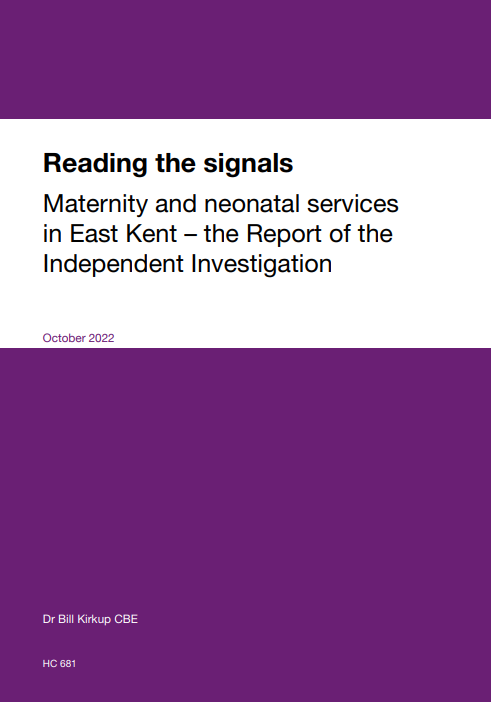 Reading the signals
Maternity and neonatal services
in East Kent – the Report of the
Independent Investigation
October 2022
Dr Bill Kirkup CBE
HC 681